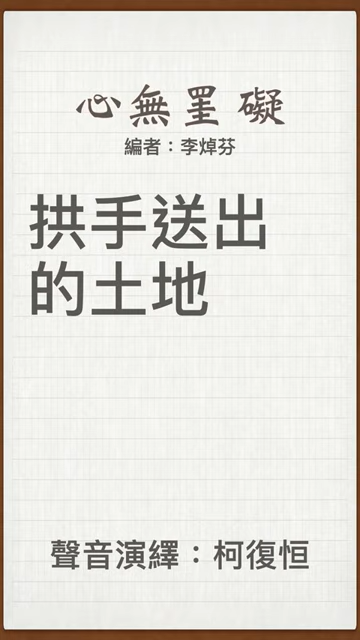 心無罣礙
編者：李焯芬
拱手送出
的土地
聲音演繹：柯復恒